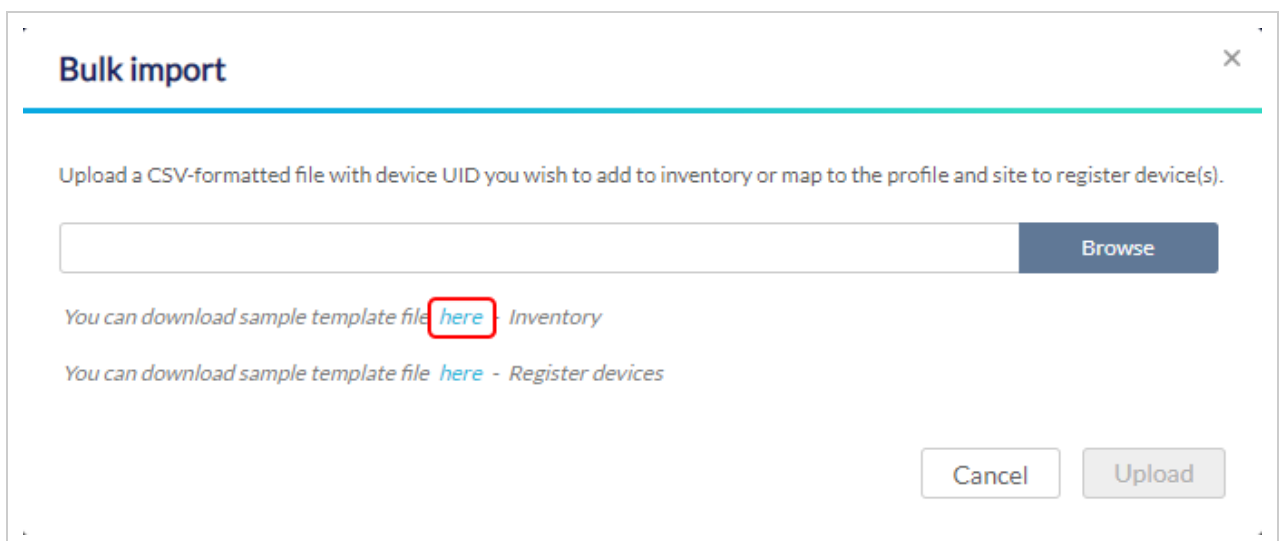 Bulk import
Upload a CSV-formatted file with device UID you wish to add to inventory or map to the profile and site to register device(s).
Browse
You can download sample template file here - Inventory
You can download sample template file here - Register devices
Cancel Upload